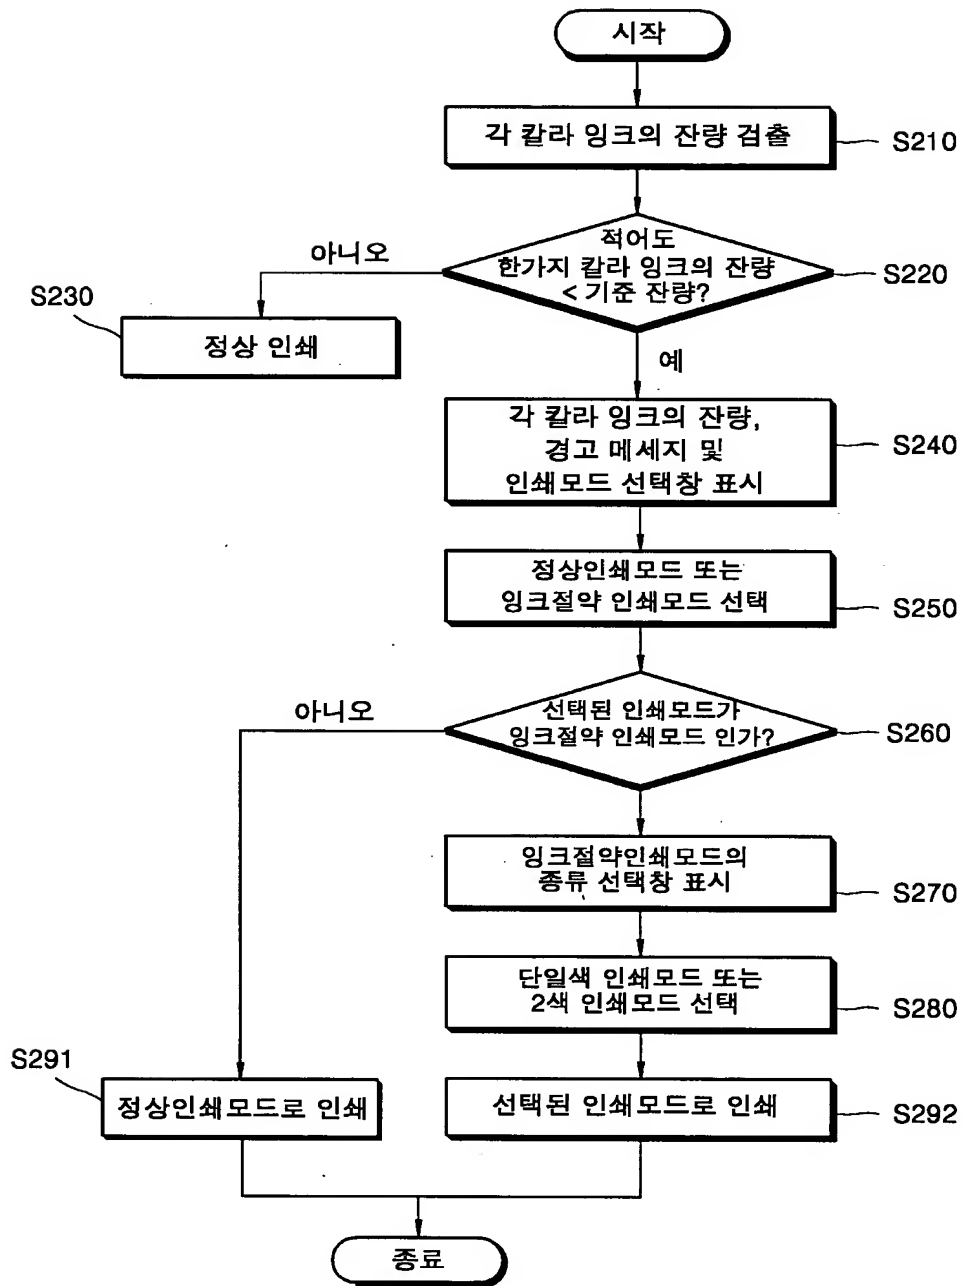 시작
각 칼라 잉크의 잔량 검출
S210
적어도
한가지 칼라 잉크의 잔량
< 기준 잔량?
S220
아니오
S230
정상 인쇄
예
각 칼라 잉크의 잔량,
경고 메세지 및
인쇄모드 선택창 표시
S240
정상인쇄모드 또는
잉크절약 인쇄모드 선택
S250
선택된 인쇄모드가
잉크절약 인쇄모드 인가?
S260
아니오
잉크절약인쇄모드의
종류 선택창 표시
S270
단일색 인쇄모드 또는
2색 인쇄모드 선택
S280
S291
정상인쇄모드로 인쇄
선택된 인쇄모드로 인쇄
S292
종료